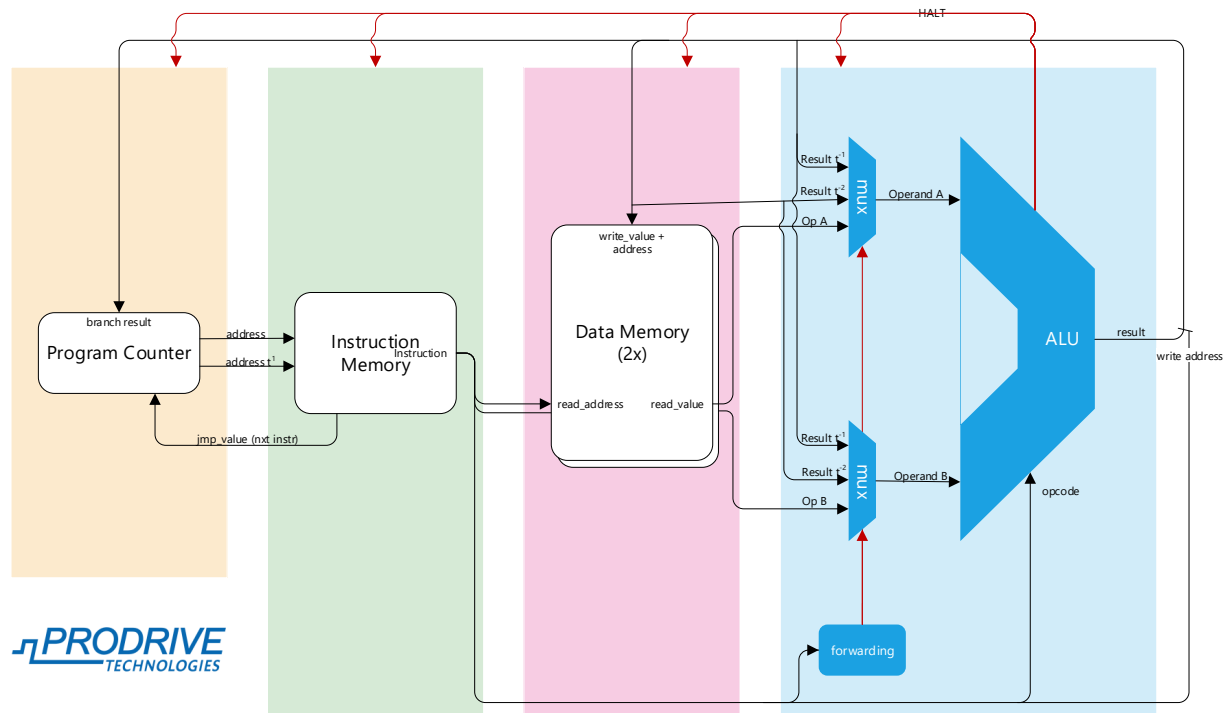 HALT
branch result
Program Counter
address
address t¹
jmp_value (nxt instr)
Instruction
Memory
Instruction
write_value +
address
Data Memory
(2x)
read_address
read_value
Result t⁻¹
Result t⁻²
Op A
mux
Operand A
Result t⁻¹
Result t⁻²
Op B
mux
Operand B
ALU
result
write address
opcode
forwarding
PRODRIVE
TECHNOLOGIES